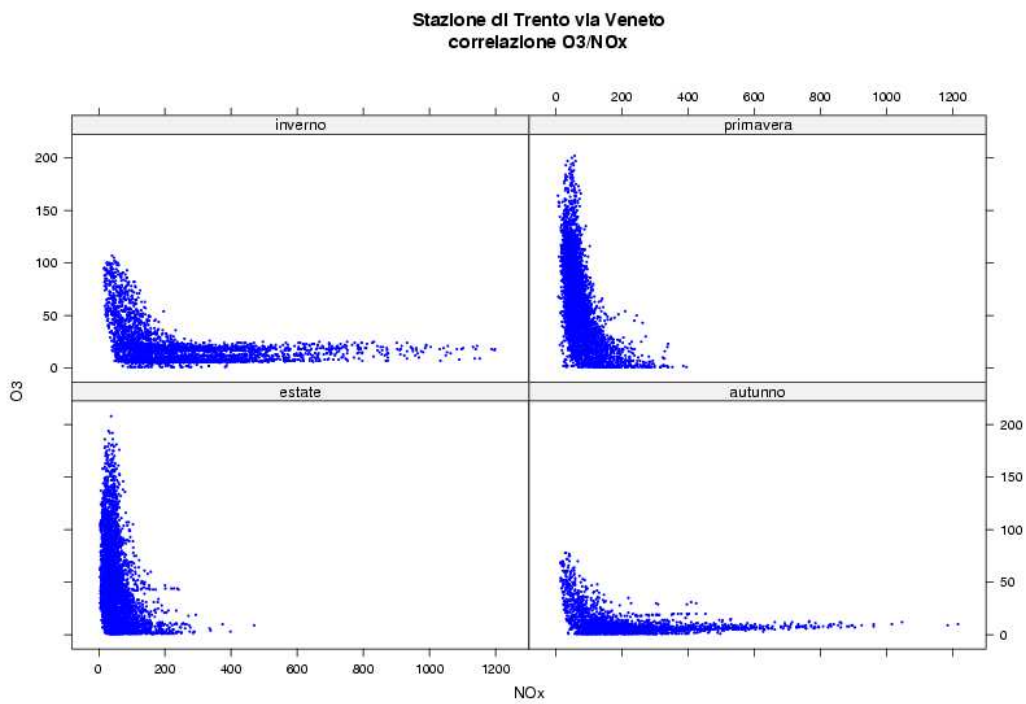 Stazione di Trento via Veneto
correlazione O3/NOx
0 200 400 600 800 1000 1200
inverno primavera
200
150
100
50
0
O3
estate autunno
200
150
100
50
0
0 200 400 600 800 1000 1200
NOx